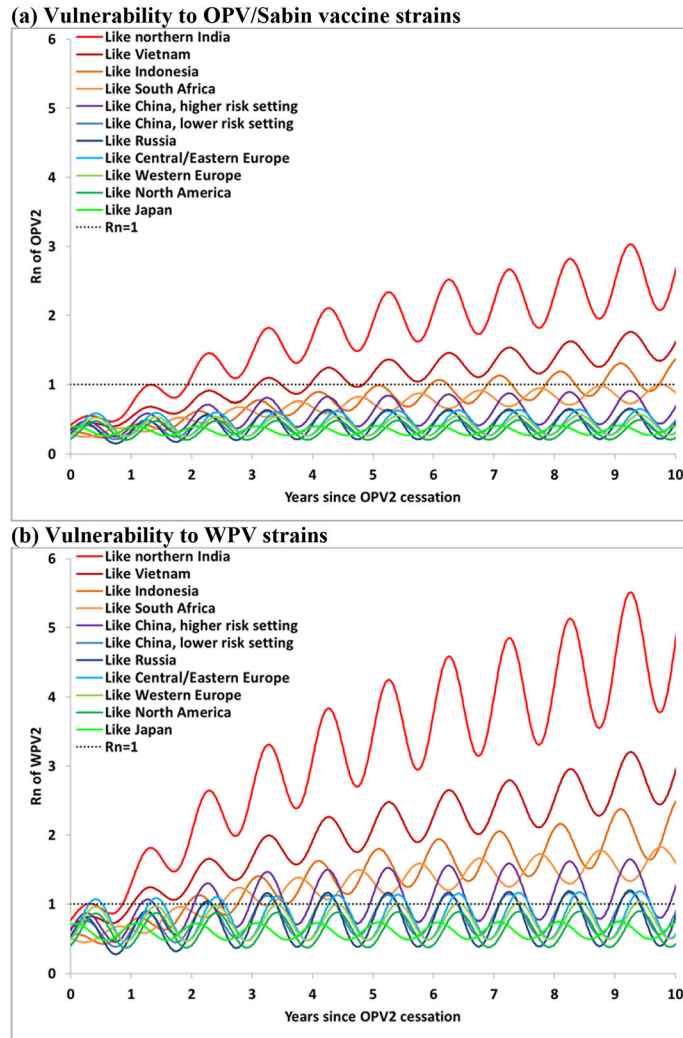 (a) Vulnerability to OPV/Sabin vaccine strains
6
5
4
3
2
1
0
Rn of OPV2
Like northern India
Like Vietnam
Like Indonesia
Like South Africa
Like China, higher risk setting
Like China, lower risk setting
Like Russia
Like Central/Eastern Europe
Like Western Europe
Like North America
Like Japan
Rn=1
0 1 2 3 4 5 6 7 8 9 10
Years since OPV2 cessation
(b) Vulnerability to WPV strains
6
5
4
3
2
1
0
Rn of WPV2
Like northern India
Like Vietnam
Like Indonesia
Like South Africa
Like China, higher risk setting
Like China, lower risk setting
Like Russia
Like Central/Eastern Europe
Like Western Europe
Like North America
Like Japan
Rn=1
0 1 2 3 4 5 6 7 8 9 10
Years since OPV2 cessation